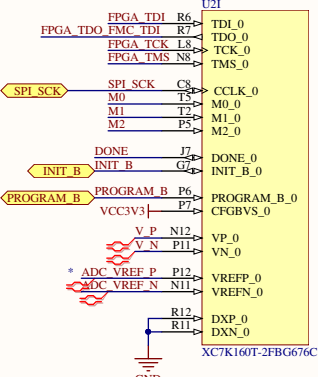 U2I
FPGA_TDI R6 TDI_0
FPGA_TDO_FMC_TDI R7 TDO_0
FPGA_TCK L8 TCK_0
FPGA_TMS N8 TMS_0
SPI_SCK SPI_SCK C8 CCLK_0
M0 T5 M0_0
M1 T2 M1_0
M2 P5 M2_0
DONE J7 DONE_0
INIT_B INIT_B G7 INIT_B_0
PROGRAM_B PROGRAM_B P6 PROGRAM_B_0
VCC3V3 P7 CFGBVS_0
V_P N12 VP_0
V_N P11 VN_0
* ADC_VREF_P P12 VREFP_0
ADC_VREF_N N11 VREFN_0
R12 DXP_0
R11 DXN_0
XC7K160T-2FBG676C
GND